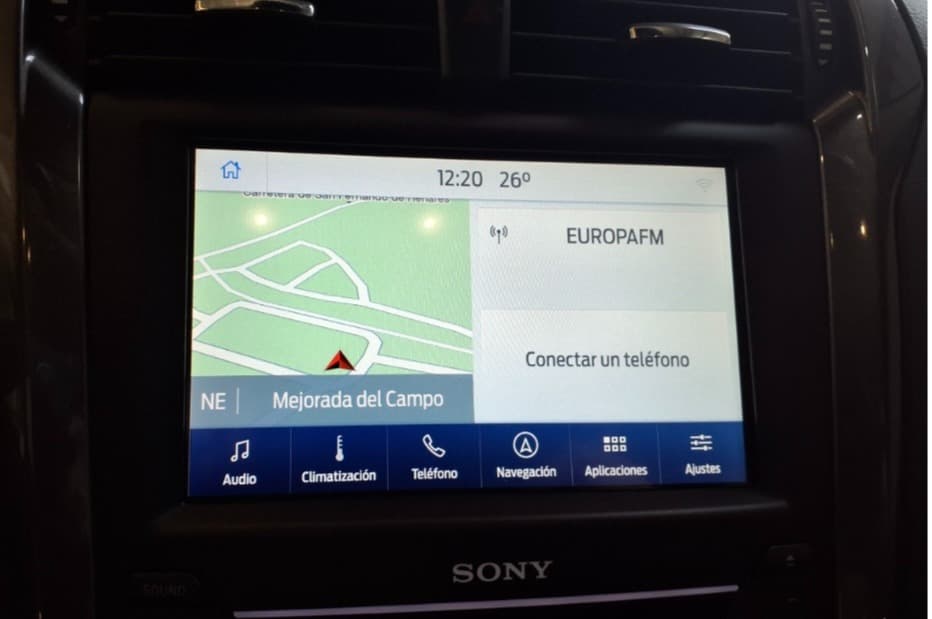 12:20 26º
Carretera de San Fernando de Henares
EUROPAFM
Conectar un teléfono
NE
Mejorada del Campo
Audio
Climatización
Teléfono
Navegación
Aplicaciones
Ajustes
SONY
SOUND